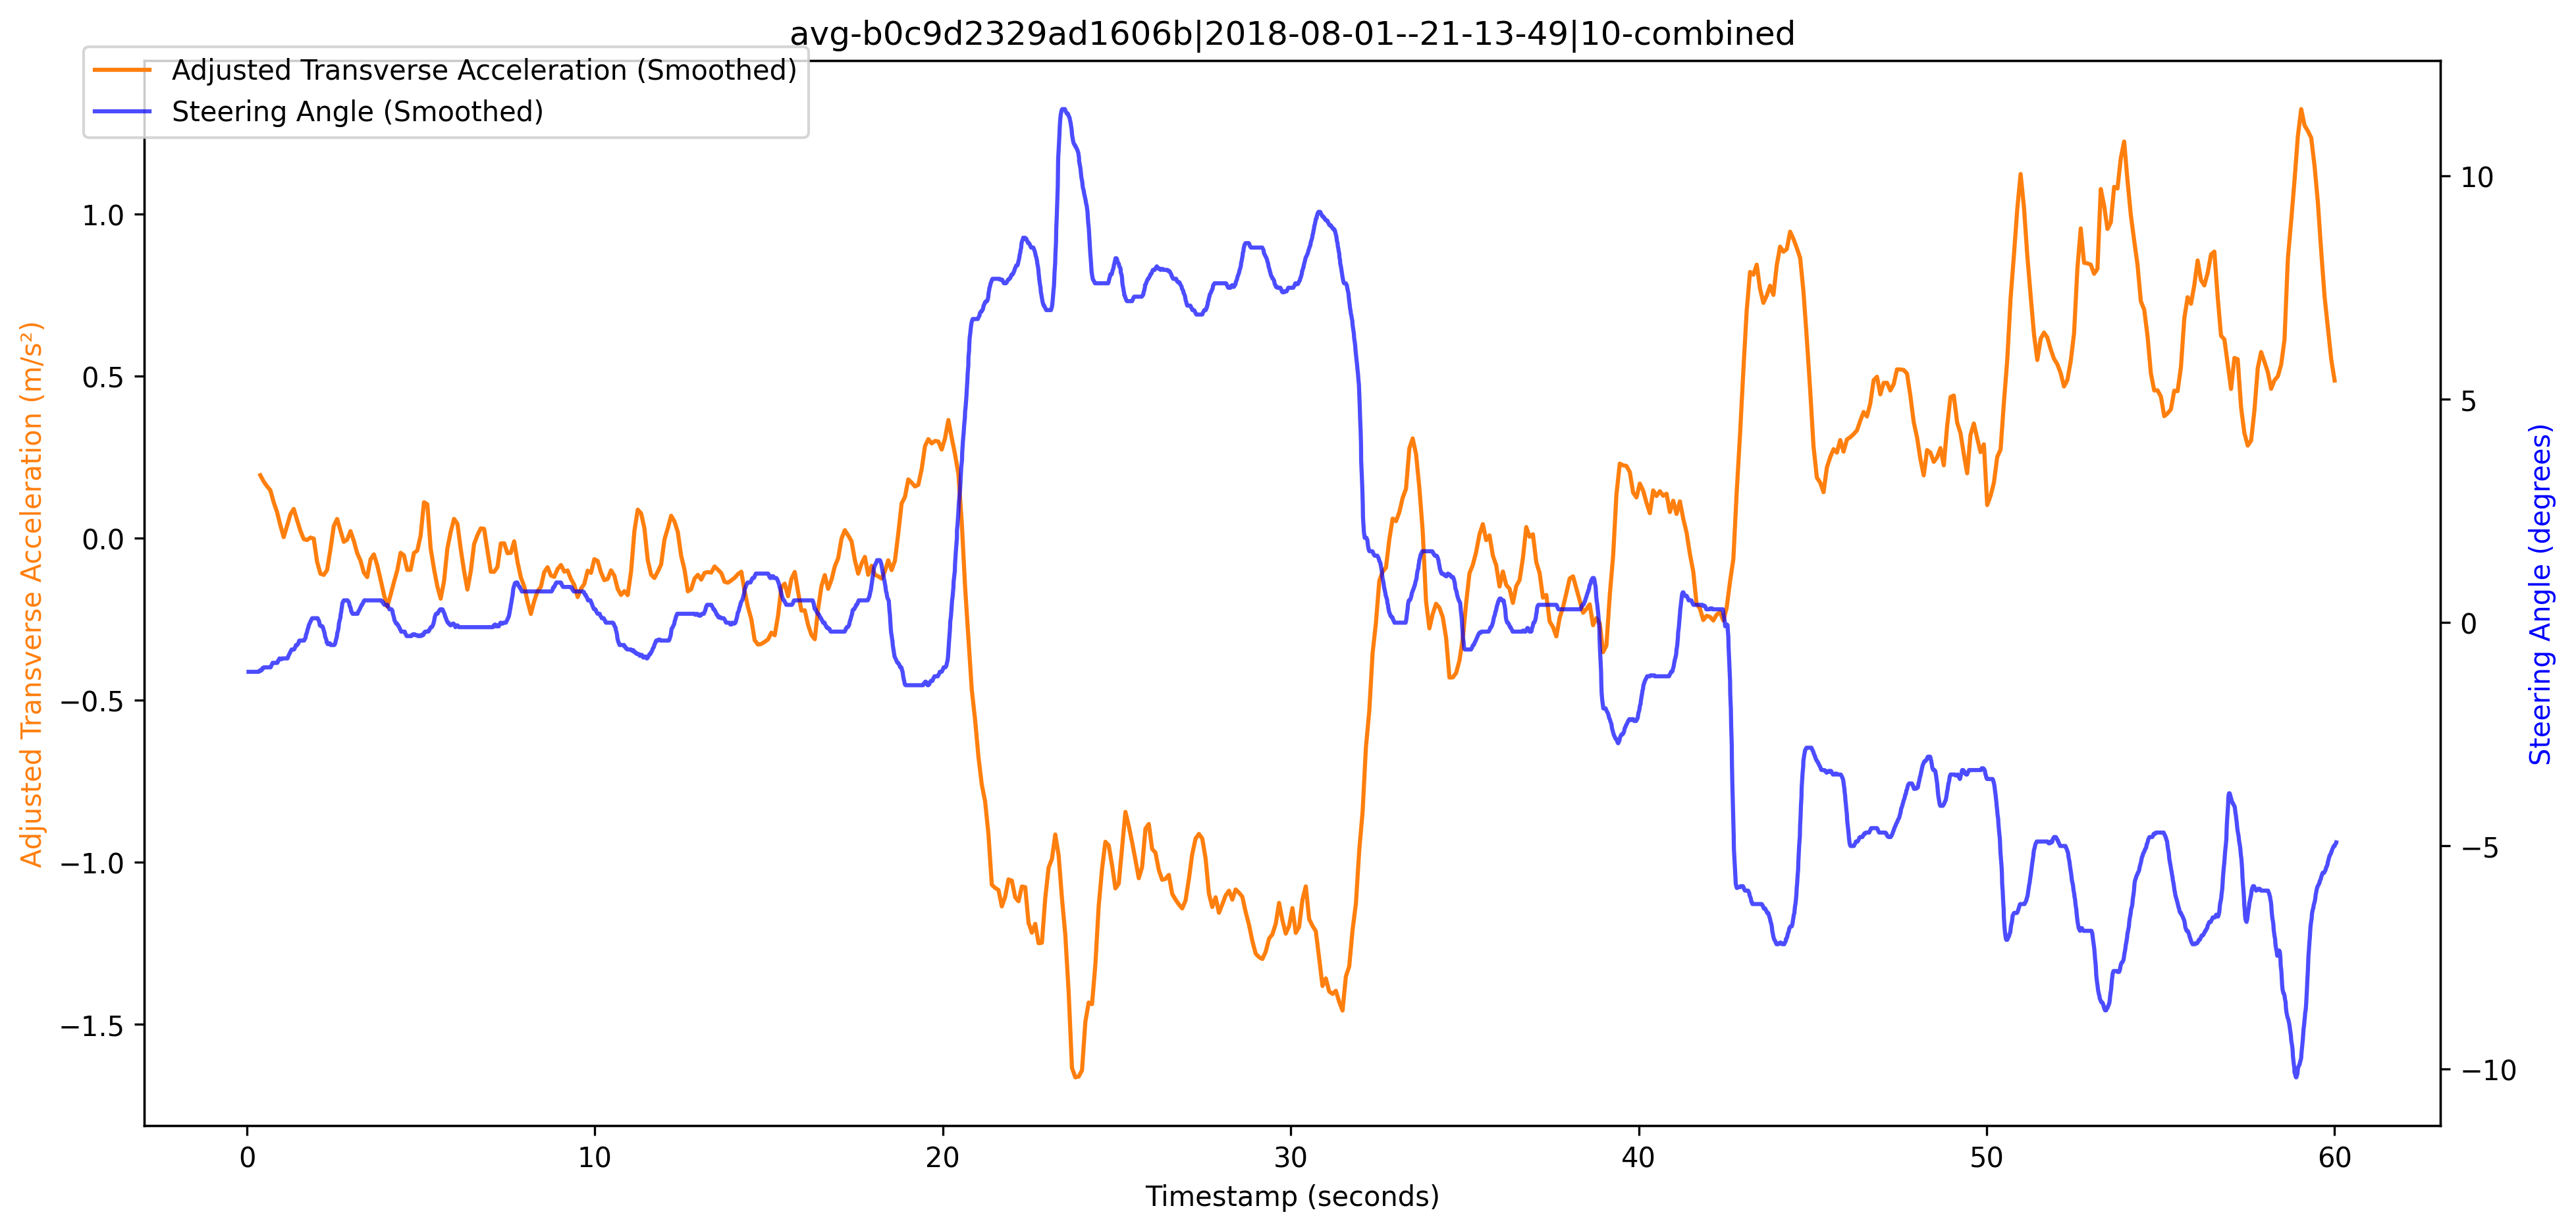 avg-b0c9d2329ad1606b|2018-08-01--21-13-49|10-combined
Adjusted Transverse Acceleration (Smoothed)
Steering Angle (Smoothed)
Adjusted Transverse Acceleration (m/s²)
1.0
0.5
0.0
−0.5
−1.0
−1.5
10
5
0
−5
−10
Steering Angle (degrees)
0 10 20 30 40 50 60
Timestamp (seconds)